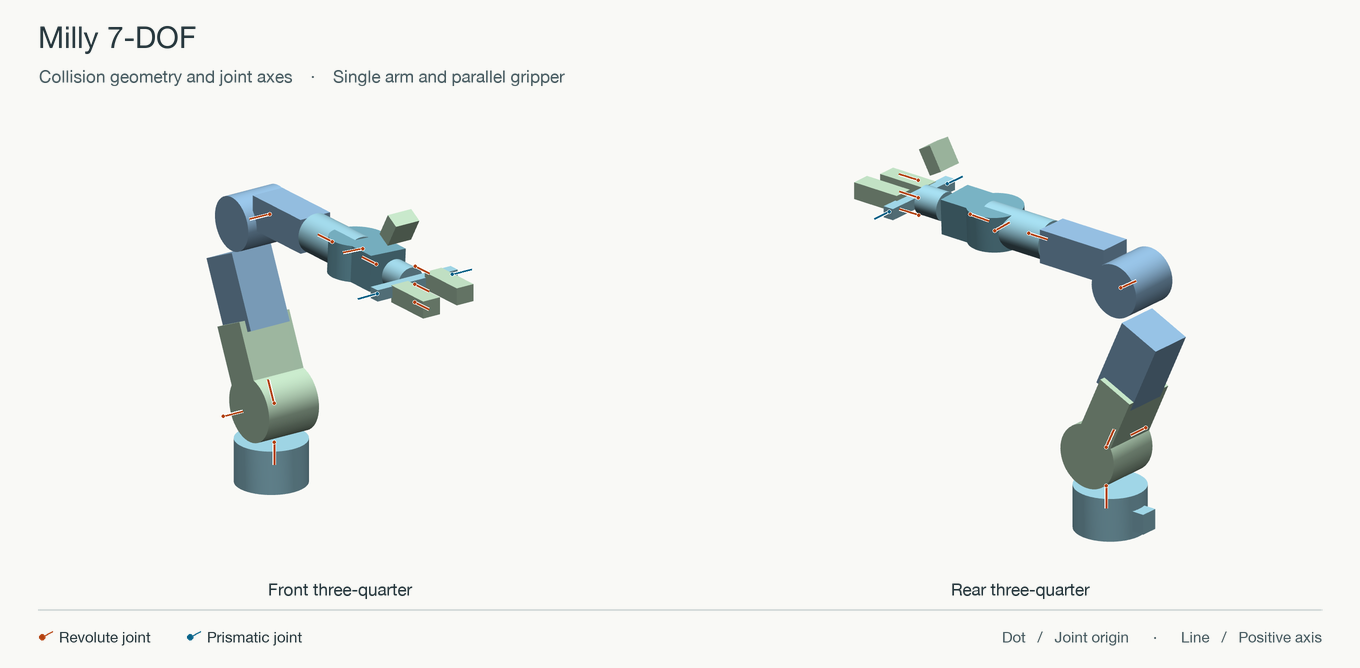 Milly 7-DOF
Collision geometry and joint axes · Single arm and parallel gripper
Front three-quarter
Rear three-quarter
Revolute joint
Prismatic joint
Dot / Joint origin · Line / Positive axis